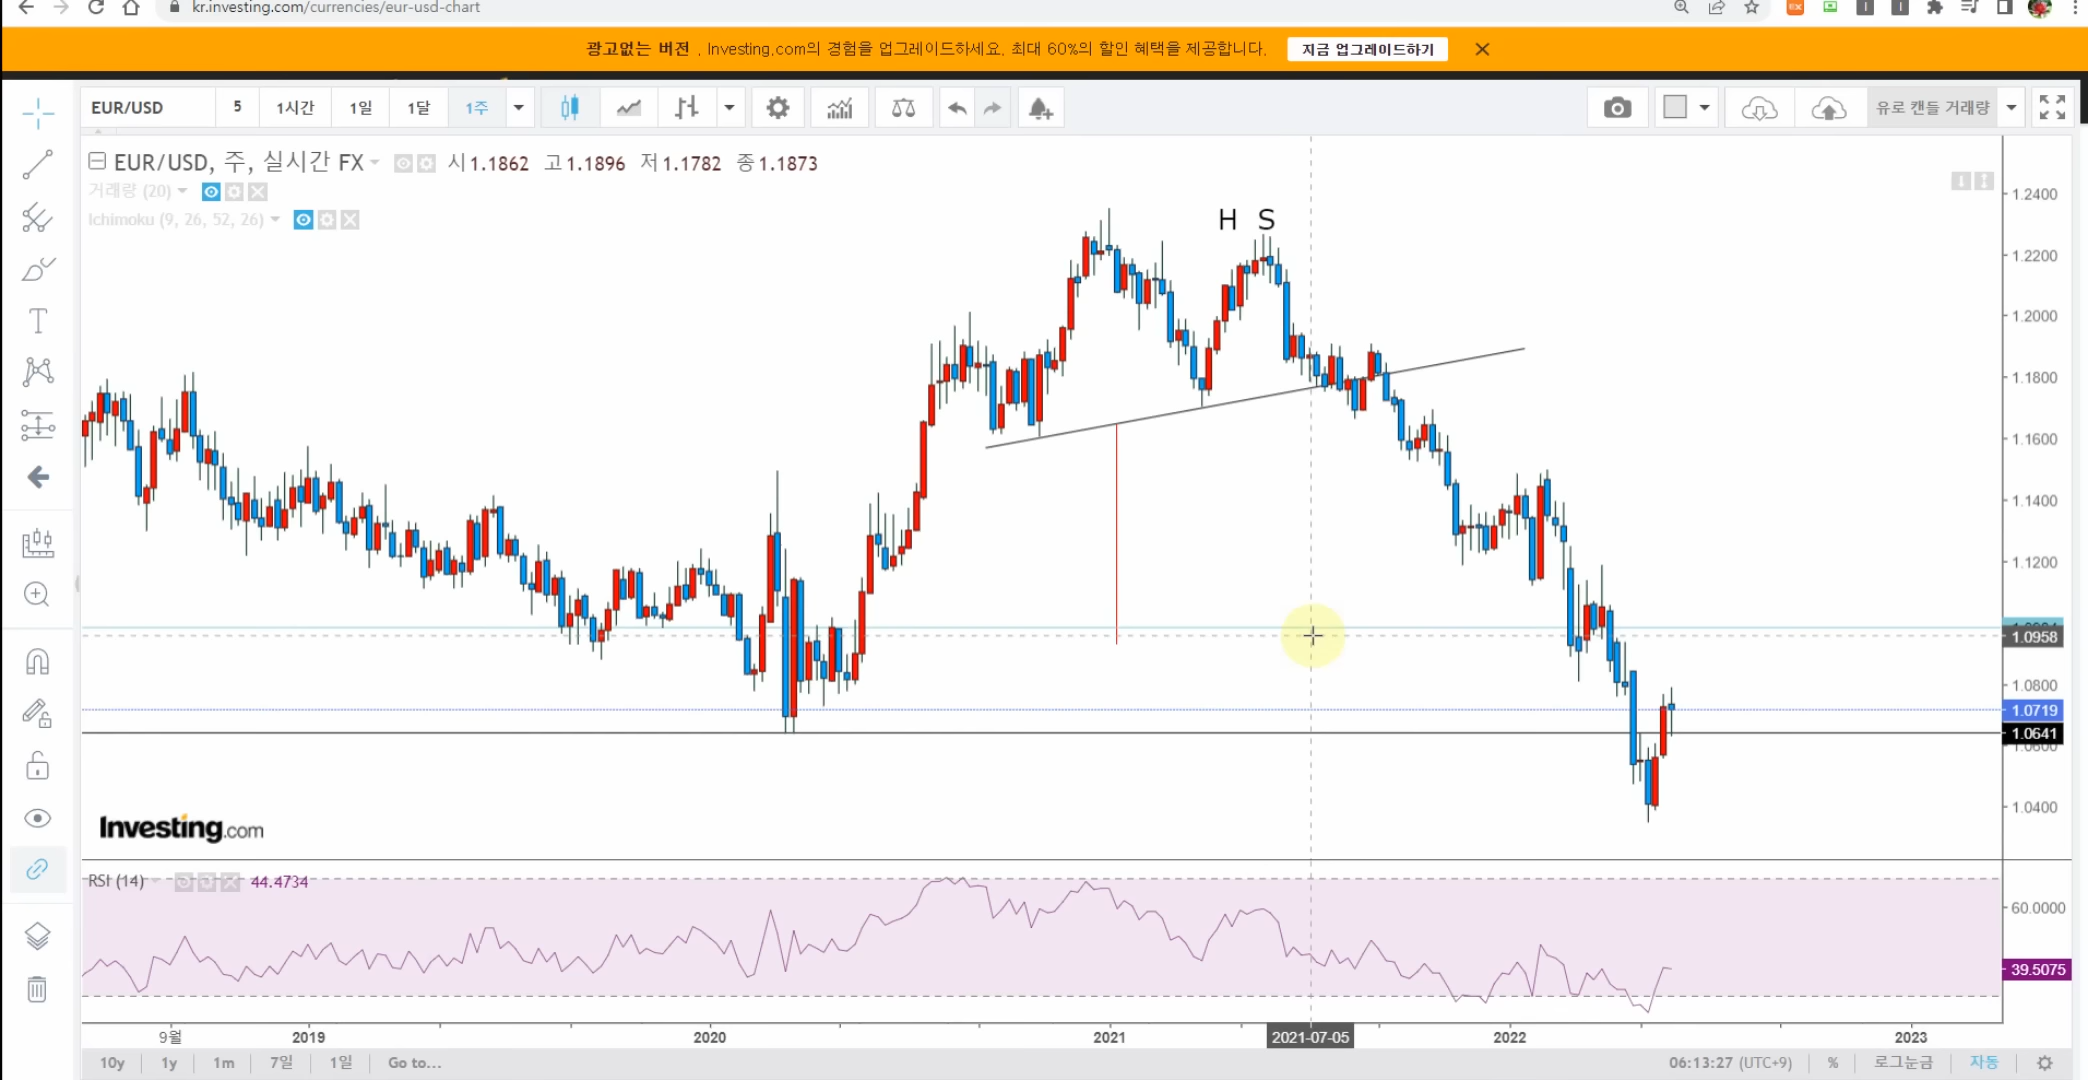 kr.investing.com/currencies/eur-usd-chart
광고없는 버전 . Investing.com의 경험을 업그레이드하세요. 최대 60%의 할인 혜택을 제공합니다. 지금 업그레이드하기
EUR/USD 5 1시간 1일 1달 1주 유로 캔들 거래량
EUR/USD, 주, 실시간 FX 시1.1862 고1.1896 저1.1782 종1.1873
거래량 (20)
Ichimoku (9, 26, 52, 26)
H S
1.2400
1.2200
1.2000
1.1800
1.1600
1.1400
1.1200
1.0958
1.0800
1.0719
1.0641
1.0600
1.0400
Investing.com
RSI (14) 44.4734
60.0000
39.5075
9월 2019 2020 2021 2021-07-05 2022 2023
10y 1y 1m 7일 1일 Go to... 06:13:27 (UTC+9) % 로그눈금 자동